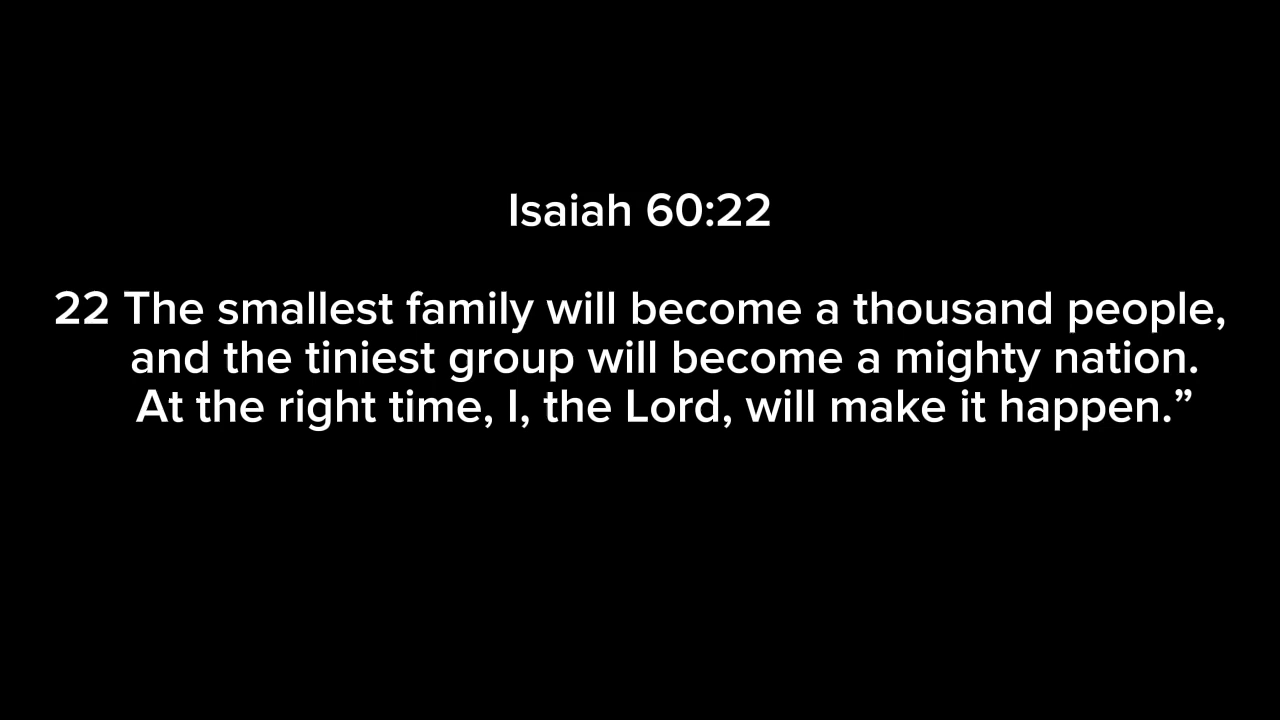 Isaiah 60:22
22 The smallest family will become a thousand people,
and the tiniest group will become a mighty nation.
At the right time, I, the Lord, will make it happen.”